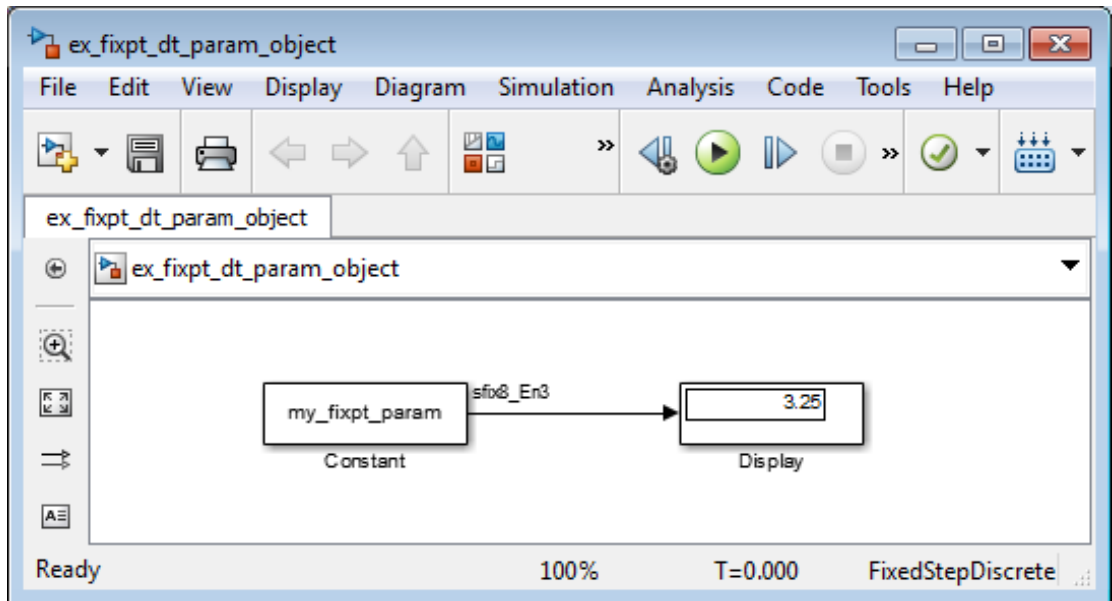 ex_fixpt_dt_param_object
File Edit View Display Diagram Simulation Analysis Code Tools Help
»
»
ex_fixpt_dt_param_object
ex_fixpt_dt_param_object
sfix8_En3
my_fixpt_param
3.25
Constant
Display
A
Ready 100% T=0.000 FixedStepDiscrete